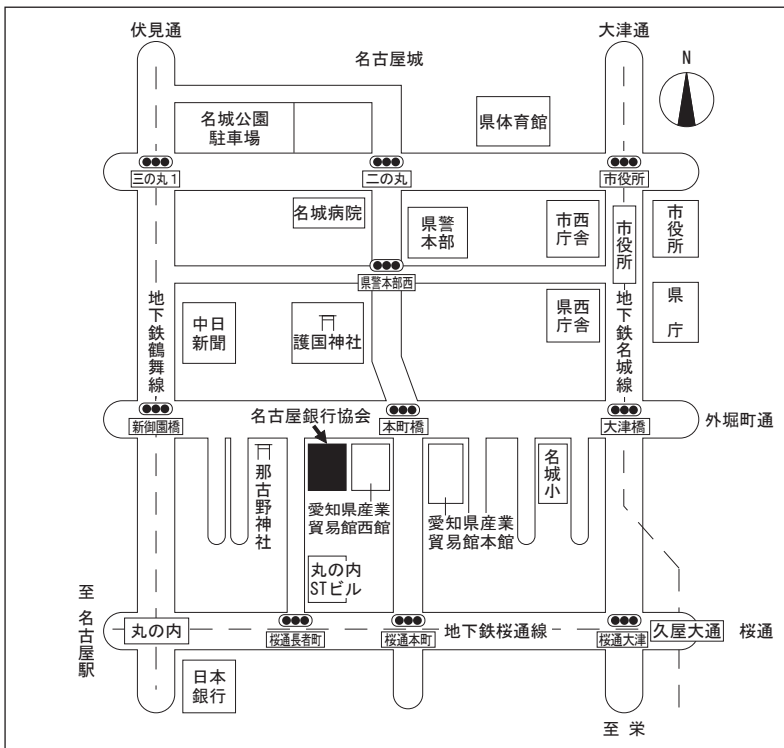 伏見通
大津通
名古屋城
N
名城公園
駐車場
県体育館
三の丸1
二の丸
市役所
名城病院
県警
本部
市西
庁舎
市役所
市役所
県警本部西
地下鉄鶴舞線
中日
新聞
護国神社
県西
庁舎
地下鉄名城線
県庁
名古屋銀行協会
新御園橋
本町橋
大津橋
外堀町通
那古野神社
愛知県産業
貿易館西館
愛知県産業
貿易館本館
名城小
丸の内
STビル
至 名古屋駅
丸の内
桜通長者町
桜通本町
地下鉄桜通線
桜通大津
久屋大通
桜通
日本
銀行
至 栄